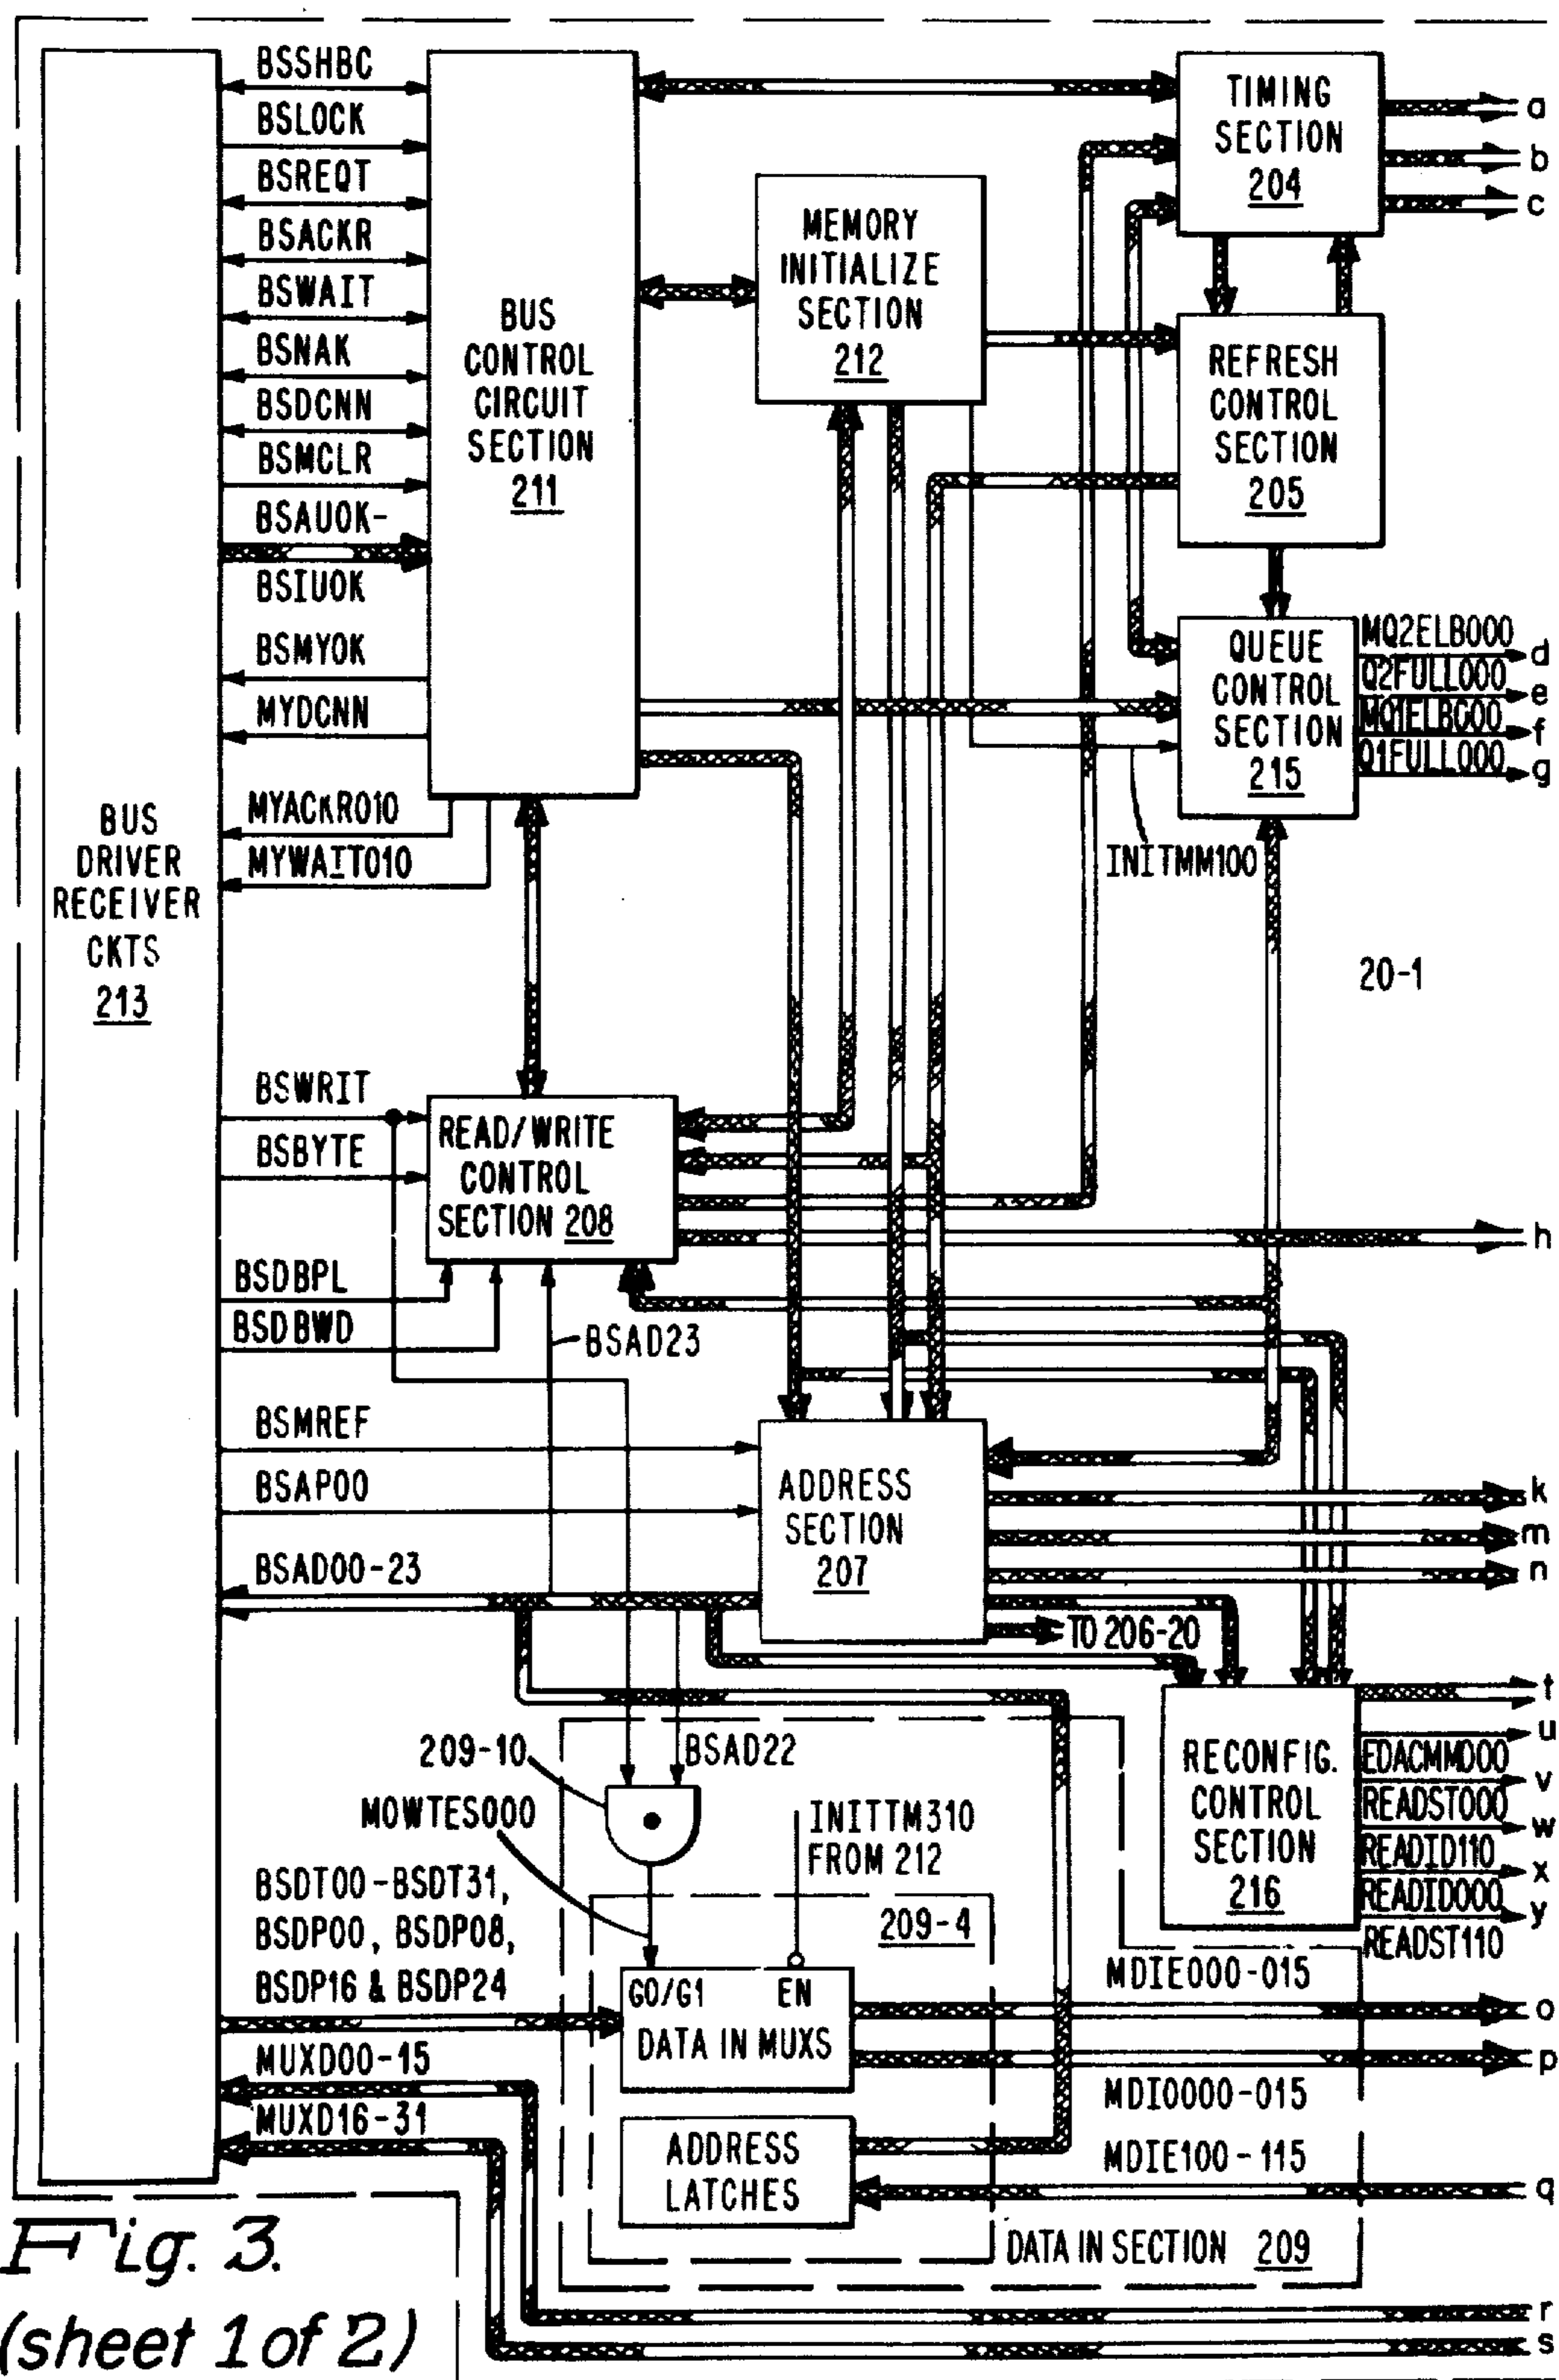 BUS
DRIVER
RECEIVER
CKTS
213
BSSHBC
BSLOCK
BSREQT
BSACKR
BSWAIT
BSNAK
BSDCNN
BSMCLR
BSAUOK-
BSIUOK
BSMYOK
MYDCNN
MYACKR010
MYWAIT010
BUS
CONTROL
CIRCUIT
SECTION
211
MEMORY
INITIALIZE
SECTION
212
TIMING
SECTION
204
a
b
c
REFRESH
CONTROL
SECTION
205
QUEUE
CONTROL
SECTION
215
MQ2ELB000
d
Q2FULL000
e
MQ1ELB000
f
Q1FULL000
g
INITMM100
20-1
BSWRIT
BSBYTE
READ/WRITE
CONTROL
SECTION 208
h
BSDBPL
BSDBWD
BSAD23
BSMREF
BSAP00
BSAD00-23
ADDRESS
SECTION
207
k
m
n
TO 206-20
RECONFIG.
CONTROL
SECTION
216
t
u
EDACMM000
v
READST000
w
READID110
x
READID000
y
READST110
209-10
BSAD22
MOWTES000
INITTM310
FROM 212
BSDT00-BSDT31,
BSDP00, BSDP08,
BSDP16 & BSDP24
209-4
G0/G1 EN
DATA IN MUXS
MDIE000-015
o
p
MDIO000-015
MUXD00-15
MUXD16-31
ADDRESS
LATCHES
MDIE100-115
q
DATA IN SECTION 209
r
s
Fig. 3.
(sheet 1 of 2)